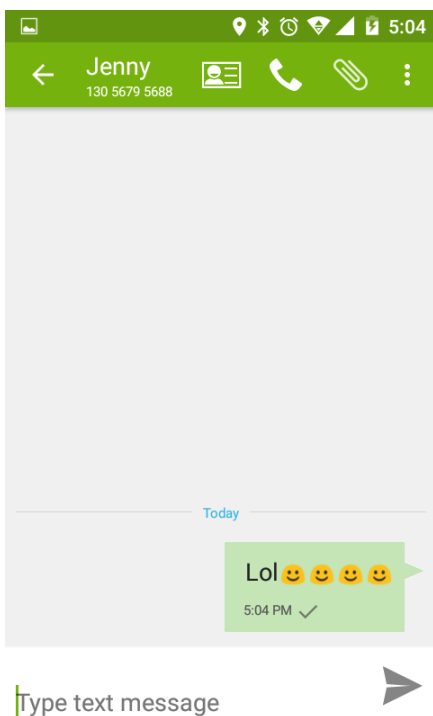 5:04
Jenny
130 5679 5688
Today
Lol🙂🙂🙂🙂
5:04 PM
Type text message